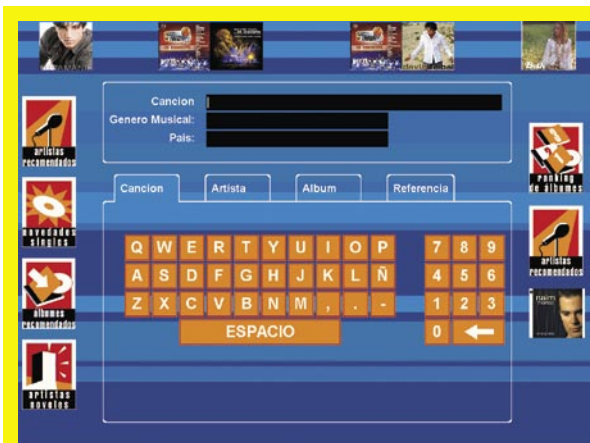 Cancion
Genero Musical:
Pais:
artistas
recomendados
novedades
singles
albumes
recomendados
artistas
noveles
Cancion Artista Album Referencia
Q W E R T Y U I O P 7 8 9
A S D F G H J K L Ñ 4 5 6
Z X C V B N M , . - 1 2 3
ESPACIO 0
ranking
de albumes
artistas
recomendados
naim